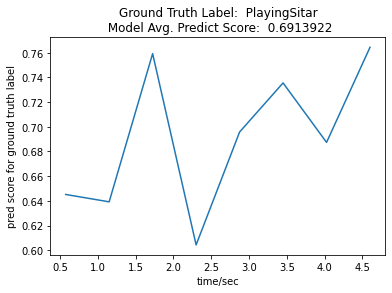 Ground Truth Label:  PlayingSitar
Model Avg. Predict Score:  0.6913922
pred score for ground truth label
0.76
0.74
0.72
0.70
0.68
0.66
0.64
0.62
0.60
0.5 1.0 1.5 2.0 2.5 3.0 3.5 4.0 4.5
time/sec